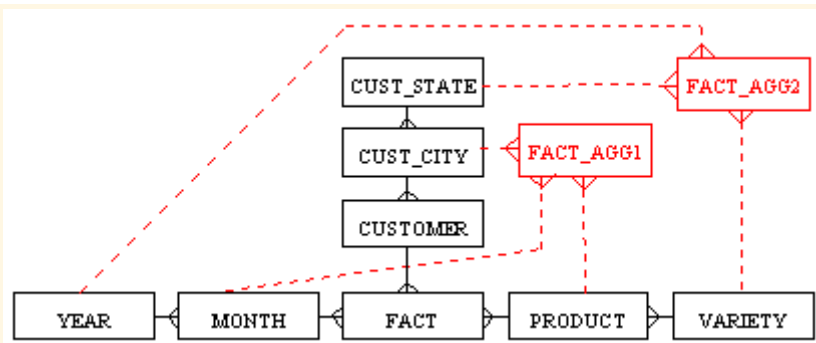 CUST_STATE
FACT_AGG2
CUST_CITY
FACT_AGG1
CUSTOMER
YEAR
MONTH
FACT
PRODUCT
VARIETY